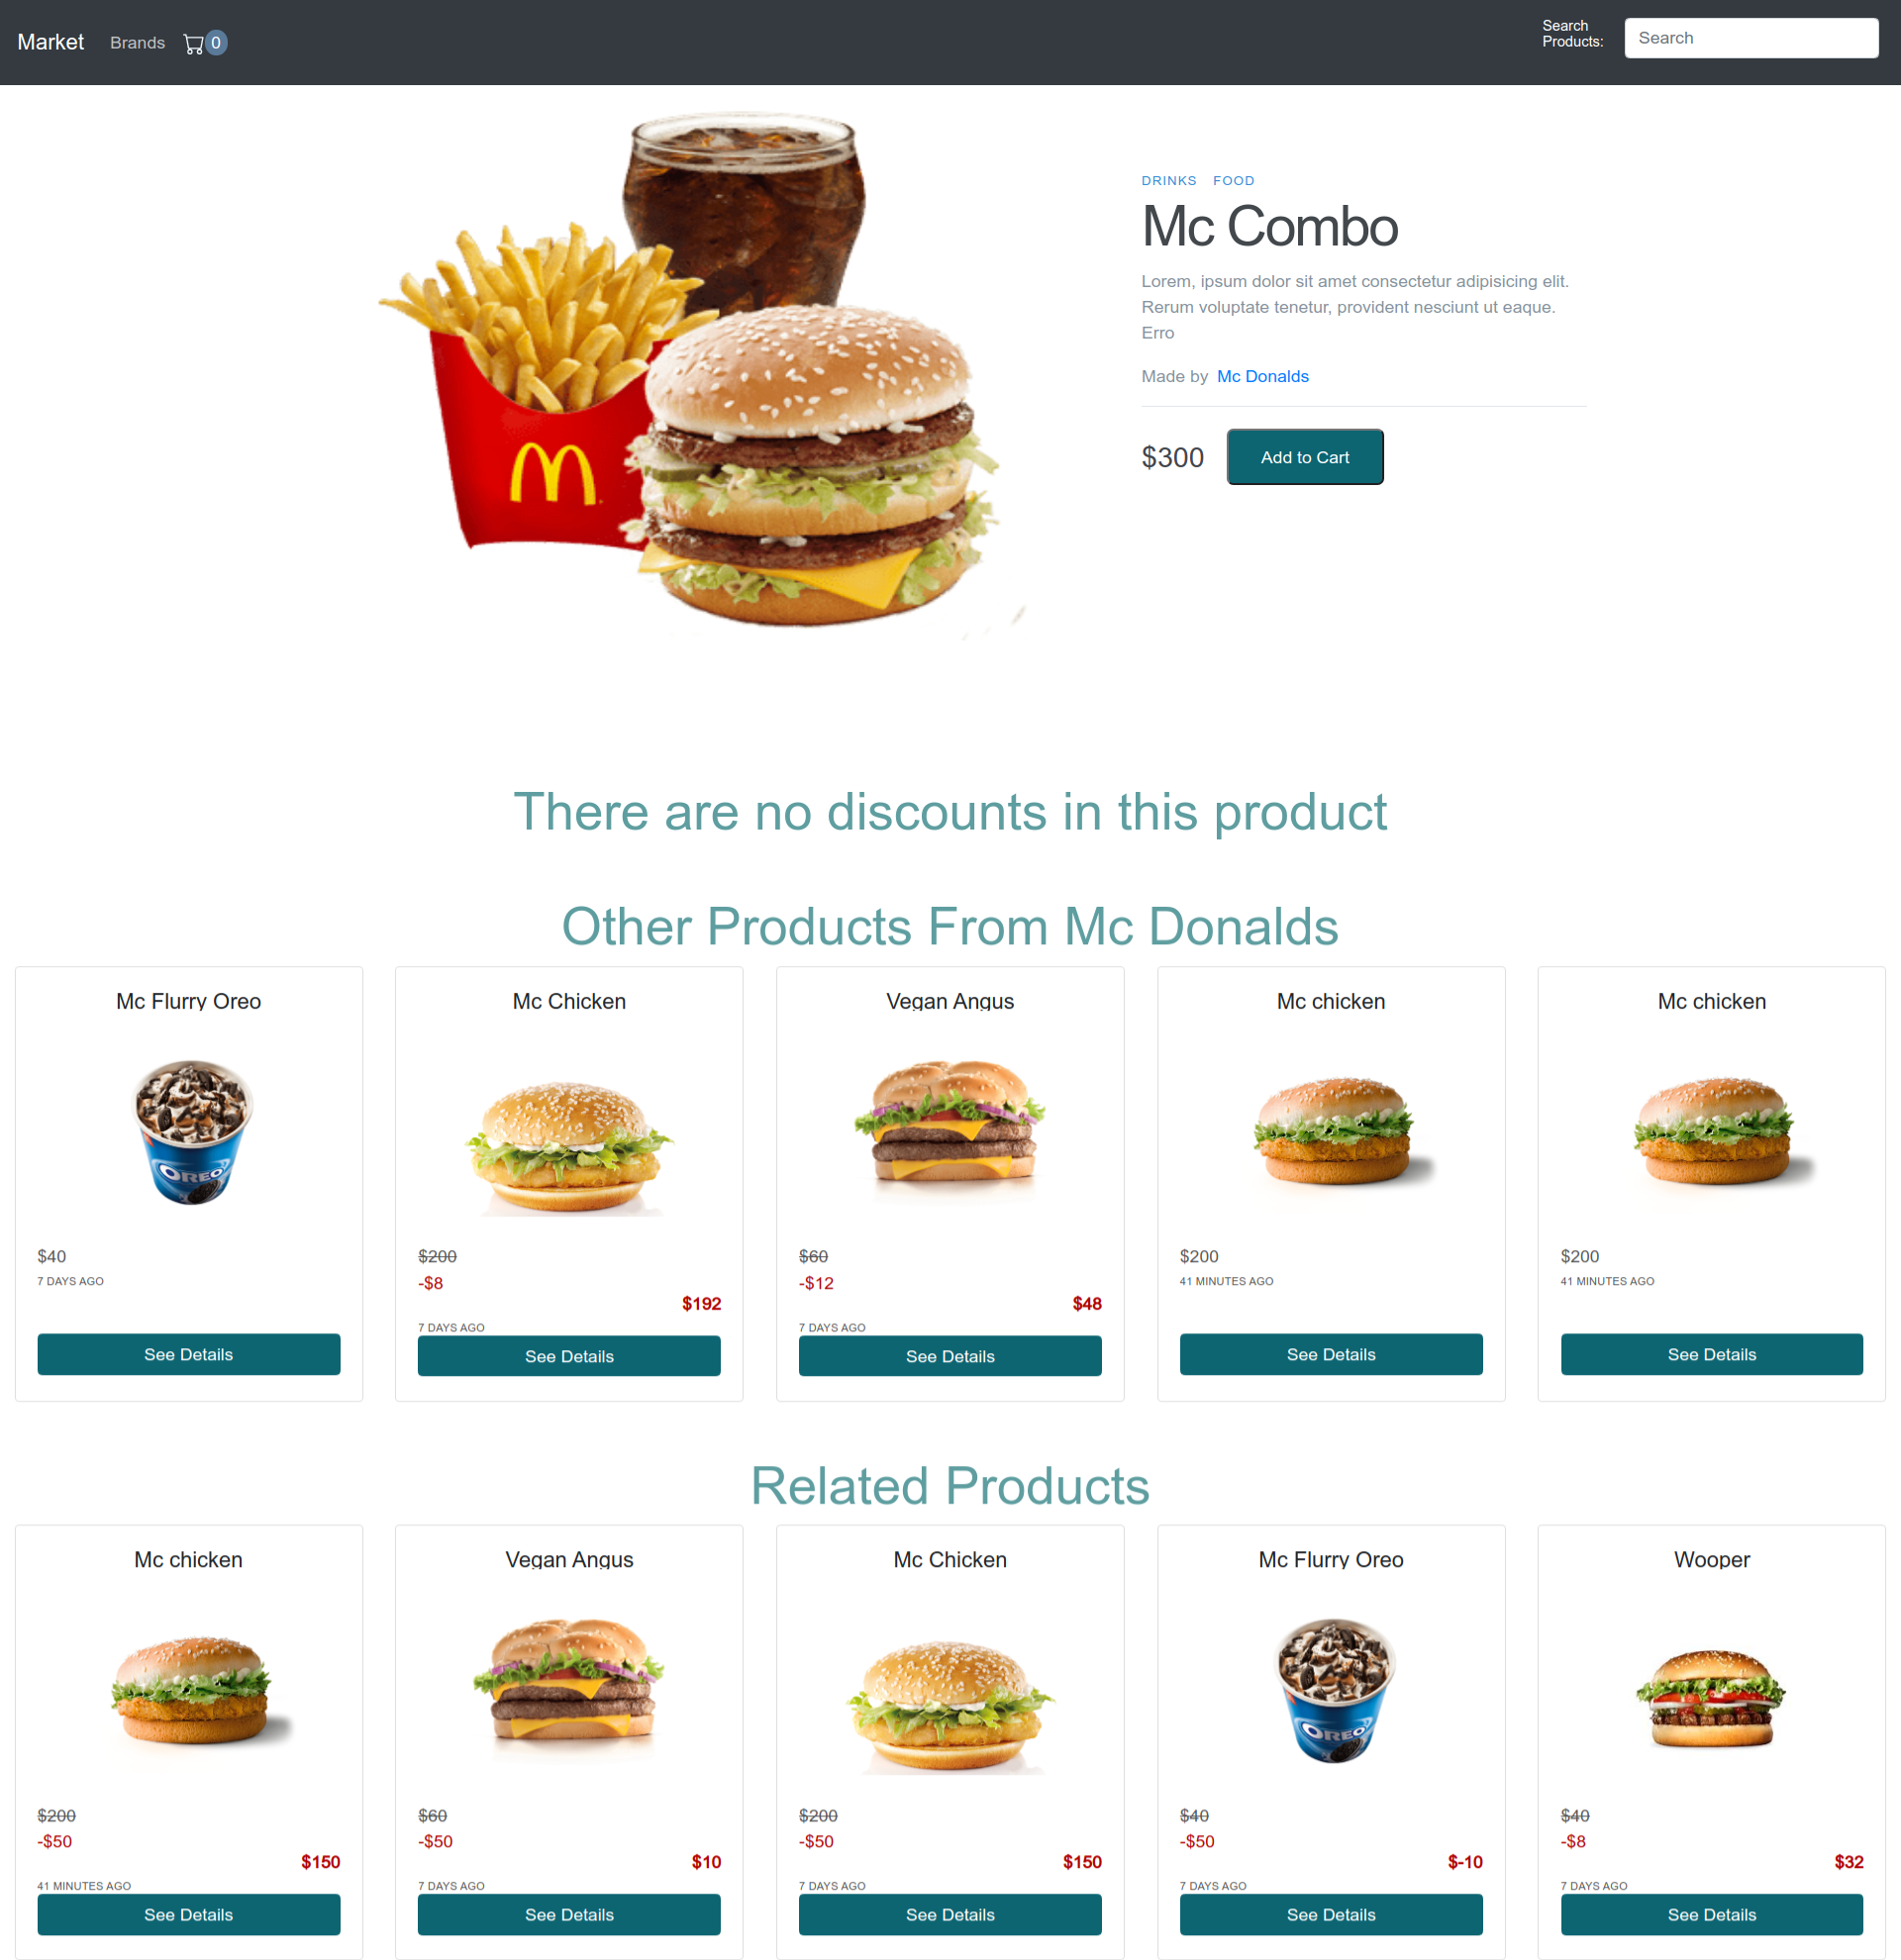 Market Brands 0 Search Products: Search
DRINKS FOOD
Mc Combo
Lorem, ipsum dolor sit amet consectetur adipisicing elit.
Rerum voluptate tenetur, provident nesciunt ut eaque.
Erro
Made by Mc Donalds
$300 Add to Cart
There are no discounts in this product
Other Products From Mc Donalds
Mc Flurry Oreo
OREO
$40
7 DAYS AGO
See Details
Mc Chicken
$200
-$8
$192
7 DAYS AGO
See Details
Vegan Angus
$60
-$12
$48
7 DAYS AGO
See Details
Mc chicken
$200
41 MINUTES AGO
See Details
Mc chicken
$200
41 MINUTES AGO
See Details
Related Products
Mc chicken
$200
-$50
$150
41 MINUTES AGO
See Details
Vegan Angus
$60
-$50
$10
7 DAYS AGO
See Details
Mc Chicken
$200
-$50
$150
7 DAYS AGO
See Details
Mc Flurry Oreo
OREO
$40
-$50
$-10
7 DAYS AGO
See Details
Wooper
$40
-$8
$32
7 DAYS AGO
See Details